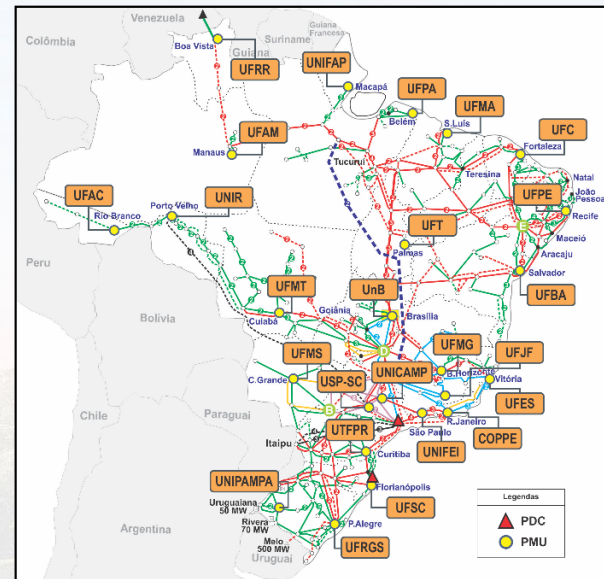 Venezuela
Guiana
Francesa
Suriname
Colômbia
Boa Vista
Guiana
UFRR
UNIFAP
Macapá
UFPA
Belém
UFMA
S.Luís
UFAM
Manaus
UFC
Fortaleza
Tucuruí
Teresina
Natal
João
Pessoa
UFAC
UNIR
UFPE
Recife
Rio Branco
Porto Velho
UFT
Palmas
E
Maceió
Aracaju
Peru
Salvador
UFBA
UFMT
UnB
Goiânia
Brasília
Bolívia
Cuiabá
UFMG
UFJF
D
UFMS
UNICAMP
B.Horizonte
Vitória
C.Grande
USP-SC
UFES
B
Paraguai
R.Janeiro
Chile
UTFPR
São Paulo
COPPE
Itaipu
UNIFEI
Curitiba
UNIPAMPA
Florianópolis
Uruguaiana
50 MW
UFSC
Rivera
70 MW
P.Alegre
Argentina
Melo
500 MW
Uruguai
UFRGS
Legendas
PDC
PMU